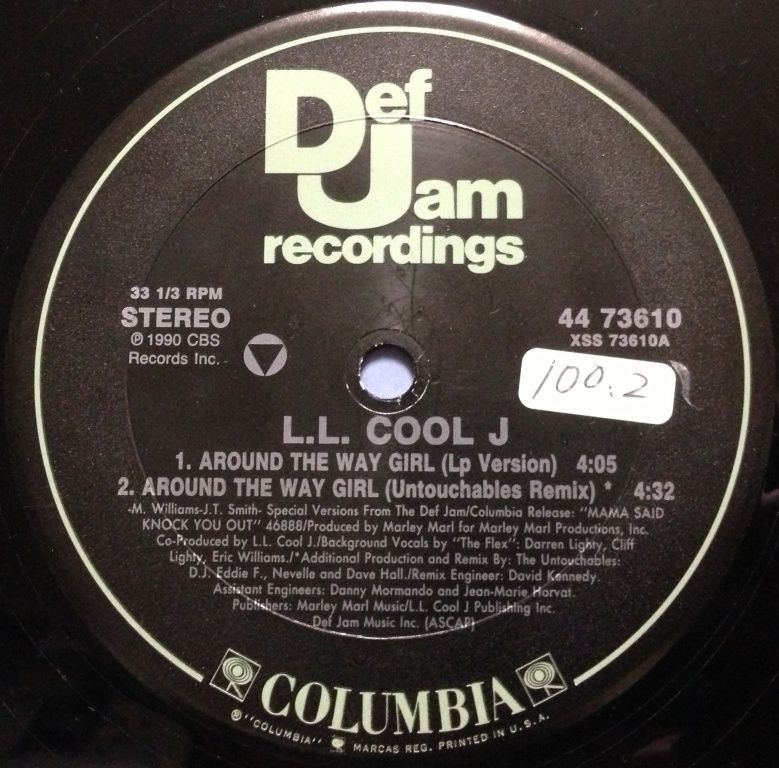 Def
Jam
recordings
33 1/3 RPM
STEREO
℗ 1990 CBS
Records Inc.
44 73610
XSS 73610A
100.2
L.L. COOL J
1. AROUND THE WAY GIRL (Lp Version) 4:05
2. AROUND THE WAY GIRL (Untouchables Remix) * 4:32
-M. Williams-J.T. Smith- Special Versions From The Def Jam/Columbia Release: "MAMA SAID
KNOCK YOU OUT" 46888/Produced by Marley Marl for Marley Marl Productions, Inc.
Co-Produced by L.L. Cool J./Background Vocals by "The Flex": Darren Lighty, Cliff
Lighty, Eric Williams./*Additional Production and Remix By: The Untouchables:
D.J. Eddie F., Nevelle and Dave Hall./Remix Engineer: David Kennedy.
Assistant Engineers: Danny Mormando and Jean-Marie Horvat.
Publishers: Marley Marl Music/L.L. Cool J Publishing Inc.
Def Jam Music Inc. (ASCAP)
COLUMBIA
® "COLUMBIA" MARCAS REG. PRINTED IN U.S.A.